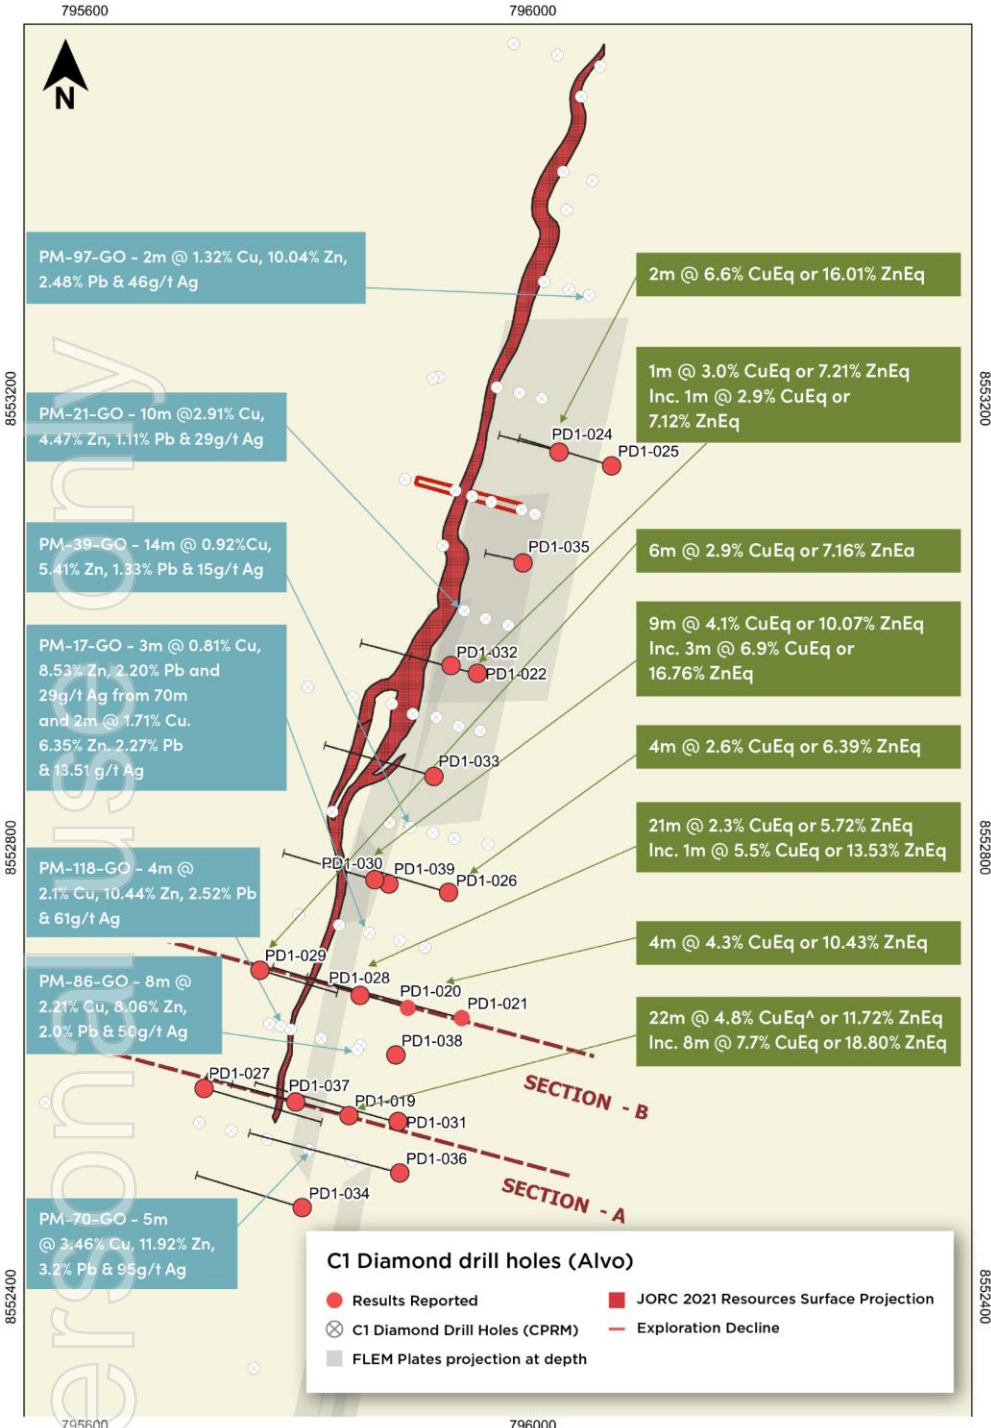 795600
796000
N
PM-97-GO - 2m @ 1.32% Cu, 10.04% Zn,
2.48% Pb & 46g/t Ag
2m @ 6.6% CuEq or 16.01% ZnEq
1m @ 3.0% CuEq or 7.21% ZnEq
Inc. 1m @ 2.9% CuEq or
7.12% ZnEq
8553200
8553200
PM-21-GO - 10m @2.91% Cu,
4.47% Zn, 1.11% Pb & 29g/t Ag
PD1-024
PD1-025
PM-39-GO - 14m @ 0.92%Cu,
5.41% Zn, 1.33% Pb & 15g/t Ag
PD1-035
6m @ 2.9% CuEq or 7.16% ZnEa
9m @ 4.1% CuEq or 10.07% ZnEq
Inc. 3m @ 6.9% CuEq or
16.76% ZnEq
PM-17-GO - 3m @ 0.81% Cu,
8.53% Zn, 2.20% Pb and
29g/t Ag from 70m
and 2m @ 1.71% Cu.
6.35% Zn. 2.27% Pb
& 13.51 g/t Ag
PD1-032
PD1-022
4m @ 2.6% CuEq or 6.39% ZnEq
PD1-033
21m @ 2.3% CuEq or 5.72% ZnEq
Inc. 1m @ 5.5% CuEq or 13.53% ZnEq
8552800
8552800
PM-118-GO - 4m @
2.1% Cu, 10.44% Zn, 2.52% Pb
& 61g/t Ag
PD1-030
PD1-039
PD1-026
4m @ 4.3% CuEq or 10.43% ZnEq
PD1-029
PD1-028
PD1-020
PD1-021
PM-86-GO - 8m @
2.21% Cu, 8.06% Zn,
2.0% Pb & 50g/t Ag
22m @ 4.8% CuEq^ or 11.72% ZnEq
Inc. 8m @ 7.7% CuEq or 18.80% ZnEq
PD1-038
PD1-027
PD1-037
PD1-019
PD1-031
SECTION - B
PD1-036
PD1-034
SECTION - A
PM-70-GO - 5m
@ 3.46% Cu, 11.92% Zn,
3.2% Pb & 95g/t Ag
8552400
8552400
C1 Diamond drill holes (Alvo)
Results Reported
JORC 2021 Resources Surface Projection
C1 Diamond Drill Holes (CPRM)
Exploration Decline
FLEM Plates projection at depth
795600
796000
ersonal use only